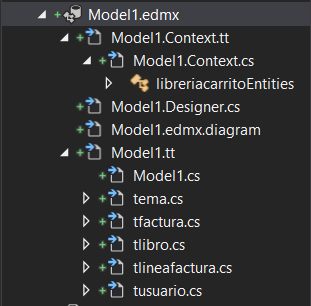 Model1.edmx
Model1.Context.tt
Model1.Context.cs
libreriacarritoEntities
Model1.Designer.cs
Model1.edmx.diagram
Model1.tt
Model1.cs
tema.cs
tfactura.cs
tlibro.cs
tlineafactura.cs
tusuario.cs